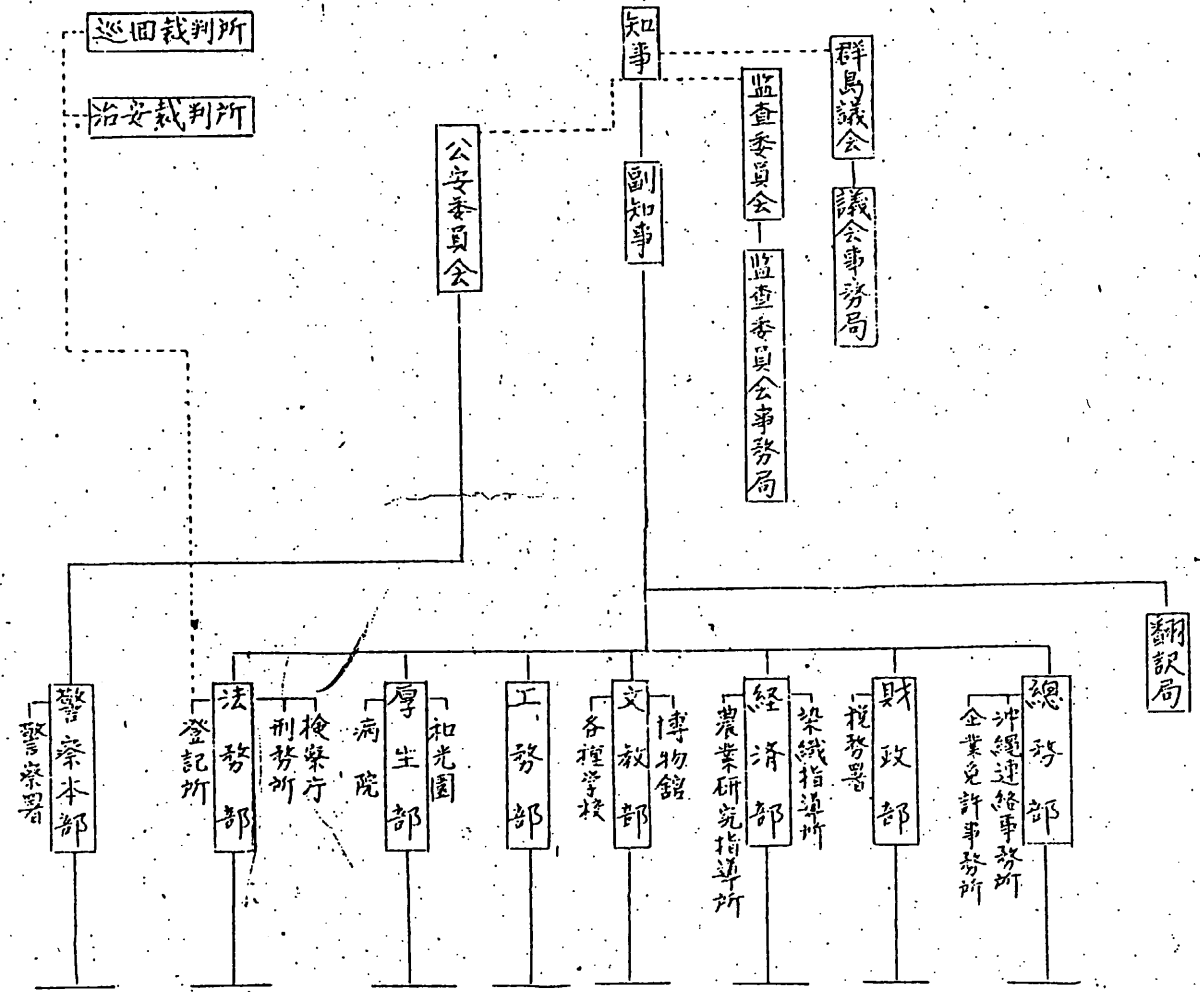 巡回裁判所
治安裁判所
知事
副知事
群島議会
議会事務局
監査委員会
監査委員会事務局
公安委員会
翻訳局
總務部
沖縄連絡事務所
企業免許事務所
財政部
税務署
経済部
染織指導所
農業研究指導所
文教部
博物館
各種学校
工務部
厚生部
和光園
病院
法務部
検察庁
刑務所
登記所
警察本部
警察署